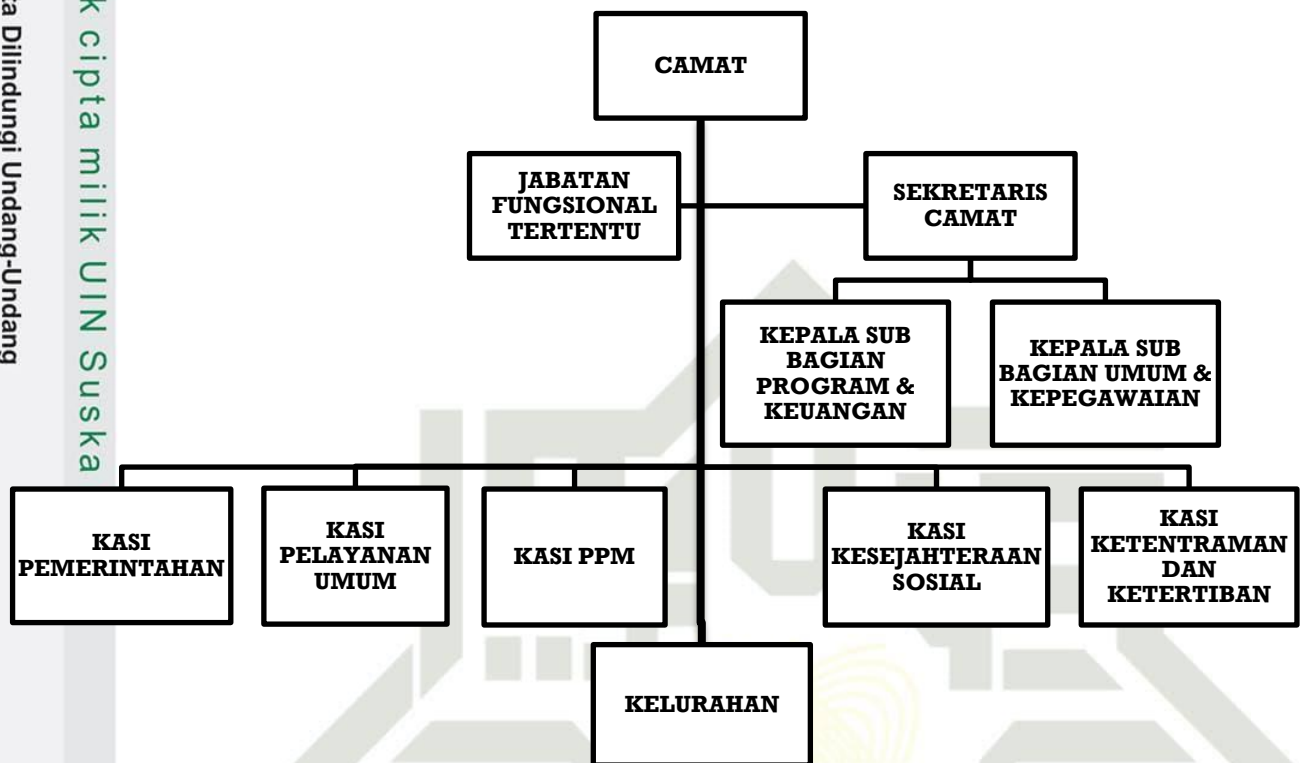 k cipta milik UIN Suska
Dilindungi Undang-Undang
CAMAT
JABATAN
FUNGSIONAL
TERTENTU
SEKRETARIS
CAMAT
KEPALA SUB
BAGIAN
PROGRAM &
KEUANGAN
KEPALA SUB
BAGIAN UMUM &
KEPEGAWAIAN
KASI
PEMERINTAHAN
KASI
PELAYANAN
UMUM
KASI PPM
KASI
KESEJAHTERAAN
SOSIAL
KASI
KETENTRAMAN
DAN
KETERTIBAN
KELURAHAN